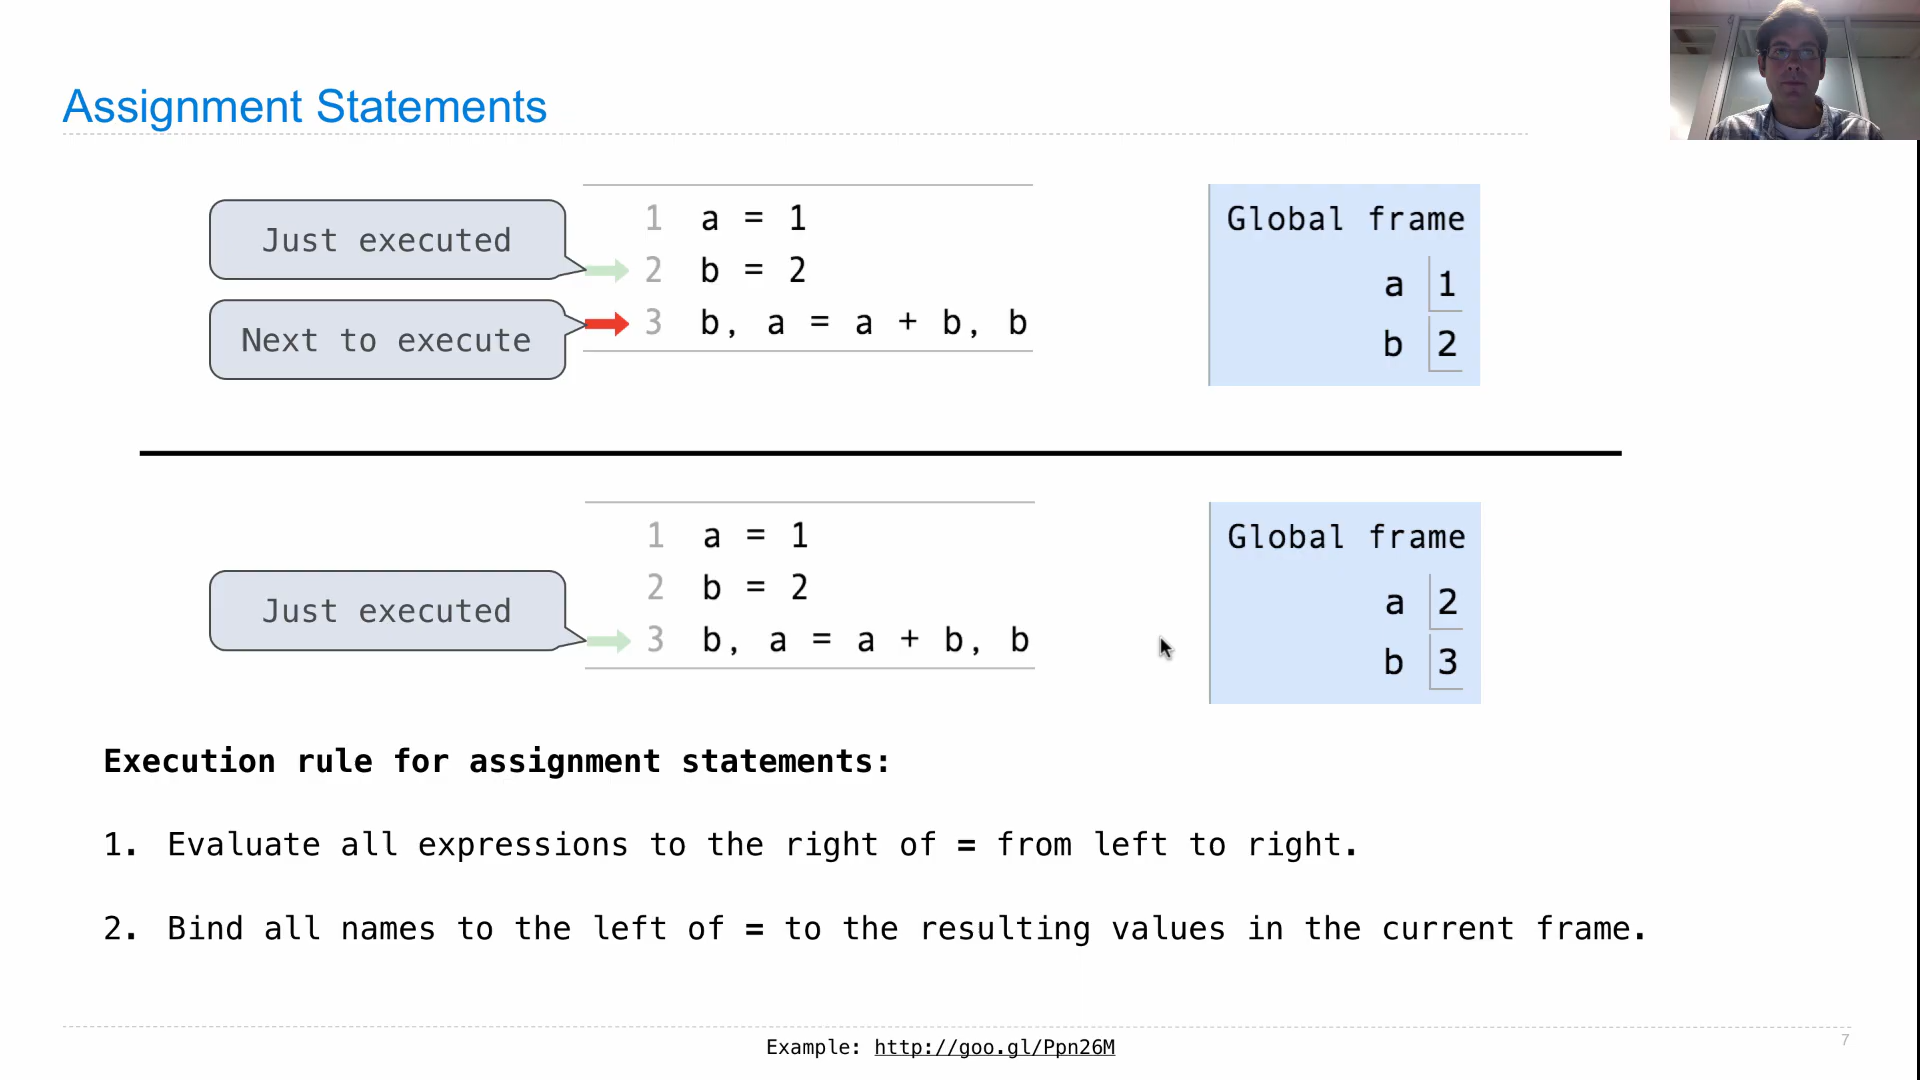 Assignment Statements
Just executed
Next to execute
1 a = 1
2 b = 2
3 b, a = a + b, b
Global frame
a 1
b 2
Just executed
1 a = 1
2 b = 2
3 b, a = a + b, b
Global frame
a 2
b 3
Execution rule for assignment statements:
1. Evaluate all expressions to the right of = from left to right.
2. Bind all names to the left of = to the resulting values in the current frame.
Example: http://goo.gl/Ppn26M
7